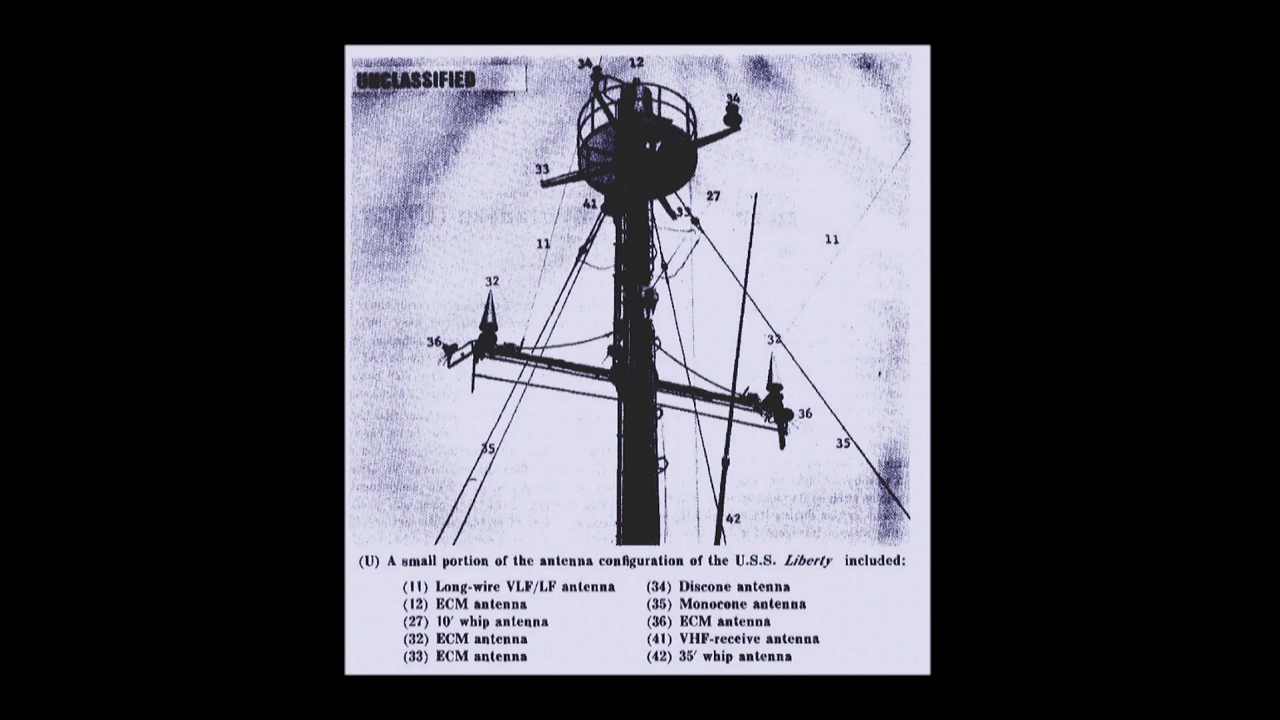 UNCLASSIFIED
34
12
34
33
41
33
27
11
11
32
36
32
36
35
35
42
(U) A small portion of the antenna configuration of the U.S.S. Liberty included:
(11) Long-wire VLF/LF antenna
(12) ECM antenna
(27) 10′ whip antenna
(32) ECM antenna
(33) ECM antenna
(34) Discone antenna
(35) Monocone antenna
(36) ECM antenna
(41) VHF-receive antenna
(42) 35′ whip antenna